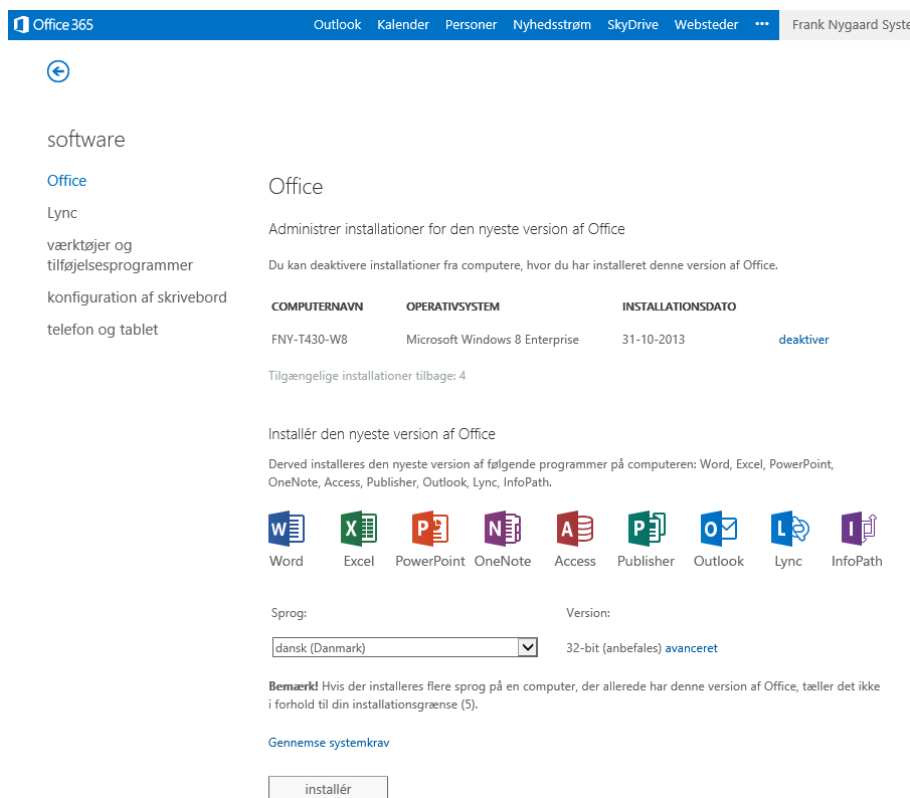 Office 365 Outlook Kalender Personer Nyhedsstrøm SkyDrive Websteder ••• Frank Nygaard Syste
software
Office
Lync
værktøjer og
tilføjelsesprogrammer
konfiguration af skrivebord
telefon og tablet
Office
Administrer installationer for den nyeste version af Office
Du kan deaktivere installationer fra computere, hvor du har installeret denne version af Office.
COMPUTERNAVN OPERATIVSYSTEM INSTALLATIONSDATO
FNY-T430-W8 Microsoft Windows 8 Enterprise 31-10-2013 deaktiver
Tilgængelige installationer tilbage: 4
Installér den nyeste version af Office
Derved installeres den nyeste version af følgende programmer på computeren: Word, Excel, PowerPoint,
OneNote, Access, Publisher, Outlook, Lync, InfoPath.
Word Excel PowerPoint OneNote Access Publisher Outlook Lync InfoPath
Sprog: Version:
dansk (Danmark) 32-bit (anbefales) avanceret
Bemærk! Hvis der installeres flere sprog på en computer, der allerede har denne version af Office, tæller det ikke
i forhold til din installationsgrænse (5).
Gennemse systemkrav
installér